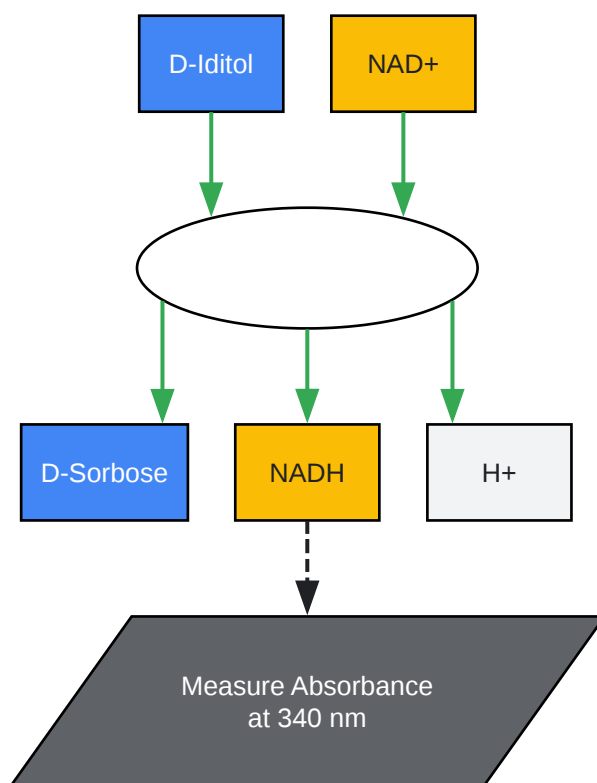 D-Iditol
NAD+
D-Sorbose
NADH
H+
Measure Absorbance
at 340 nm